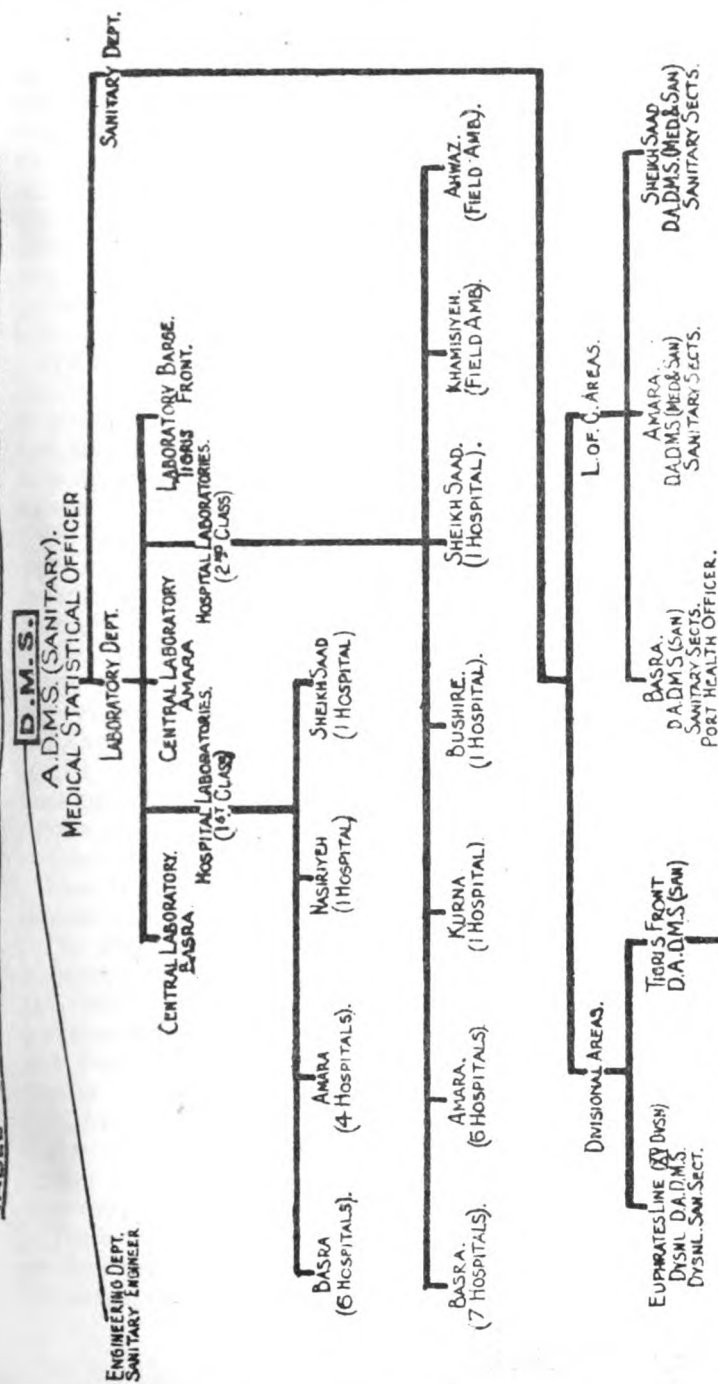 D.M.S.
A.D.M.S. (SANITARY).
MEDICAL STATISTICAL OFFICER
ENGINEERING DEPT.
SANITARY ENGINEER
LABORATORY DEPT.
SANITARY DEPT.
CENTRAL LABORATORY.
BASRA
CENTRAL LABORATORY
AMARA
LABORATORY BARGE.
TIGRIS FRONT.
HOSPITAL LABORATORIES.
(1ST CLASS)
HOSPITAL LABORATORIES.
(2ND CLASS)
BASRA
(6 HOSPITALS).
AMARA
(4 HOSPITALS)
NASIRIYEH
(1 HOSPITAL)
SHEIKH SAAD
(1 HOSPITAL)
BASRA.
(7 HOSPITALS).
AMARA.
(5 HOSPITALS)
KURNA
(1 HOSPITAL).
BUSHIRE.
(1 HOSPITAL).
SHEIKH SAAD.
(1 HOSPITAL).
KHAMISIYEH.
(FIELD AMB).
AHWAZ.
(FIELD AMB).
DIVISIONAL AREAS.
L. OF. C. AREAS.
EUPHRATES LINE (XV DVSN)
DVSNL D.A.D.M.S.
DVSNL. SAN. SECT.
TIGRIS FRONT
D.A.D.M.S (SAN)
BASRA.
D.A.D.M.S (SAN)
SANITARY SECTS.
PORT HEALTH OFFICER.
AMARA.
D.A.D.M.S (MED & SAN)
SANITARY SECTS.
SHEIKH SAAD
D.A.D.M.S. (MED & SAN)
SANITARY SECTS.